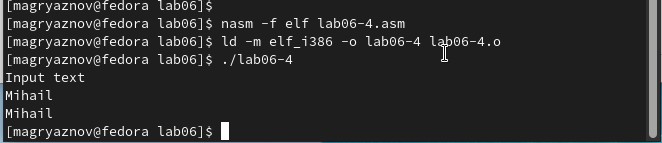 [magryaznov@fedora lab06]$
[magryaznov@fedora lab06]$ nasm -f elf lab06-4.asm
[magryaznov@fedora lab06]$ ld -m elf_i386 -o lab06-4 lab06-4.o
[magryaznov@fedora lab06]$ ./lab06-4
Input text
Mihail
Mihail
[magryaznov@fedora lab06]$